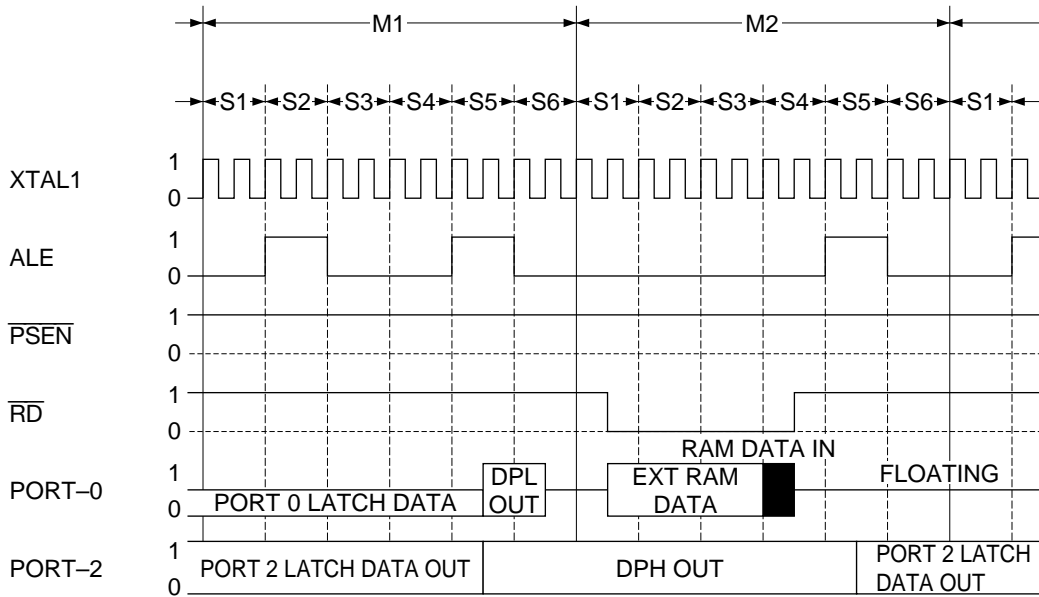 M1 M2
S1 S2 S3 S4 S5 S6 S1 S2 S3 S4 S5 S6 S1
XTAL1 1
0
ALE 1
0
PSEN 1
0
RD 1
0
RAM DATA IN
PORT–0 1
0
PORT 0 LATCH DATA
DPL
OUT
EXT RAM
DATA
FLOATING
PORT–2 1
0
PORT 2 LATCH DATA OUT
DPH OUT
PORT 2 LATCH
DATA OUT